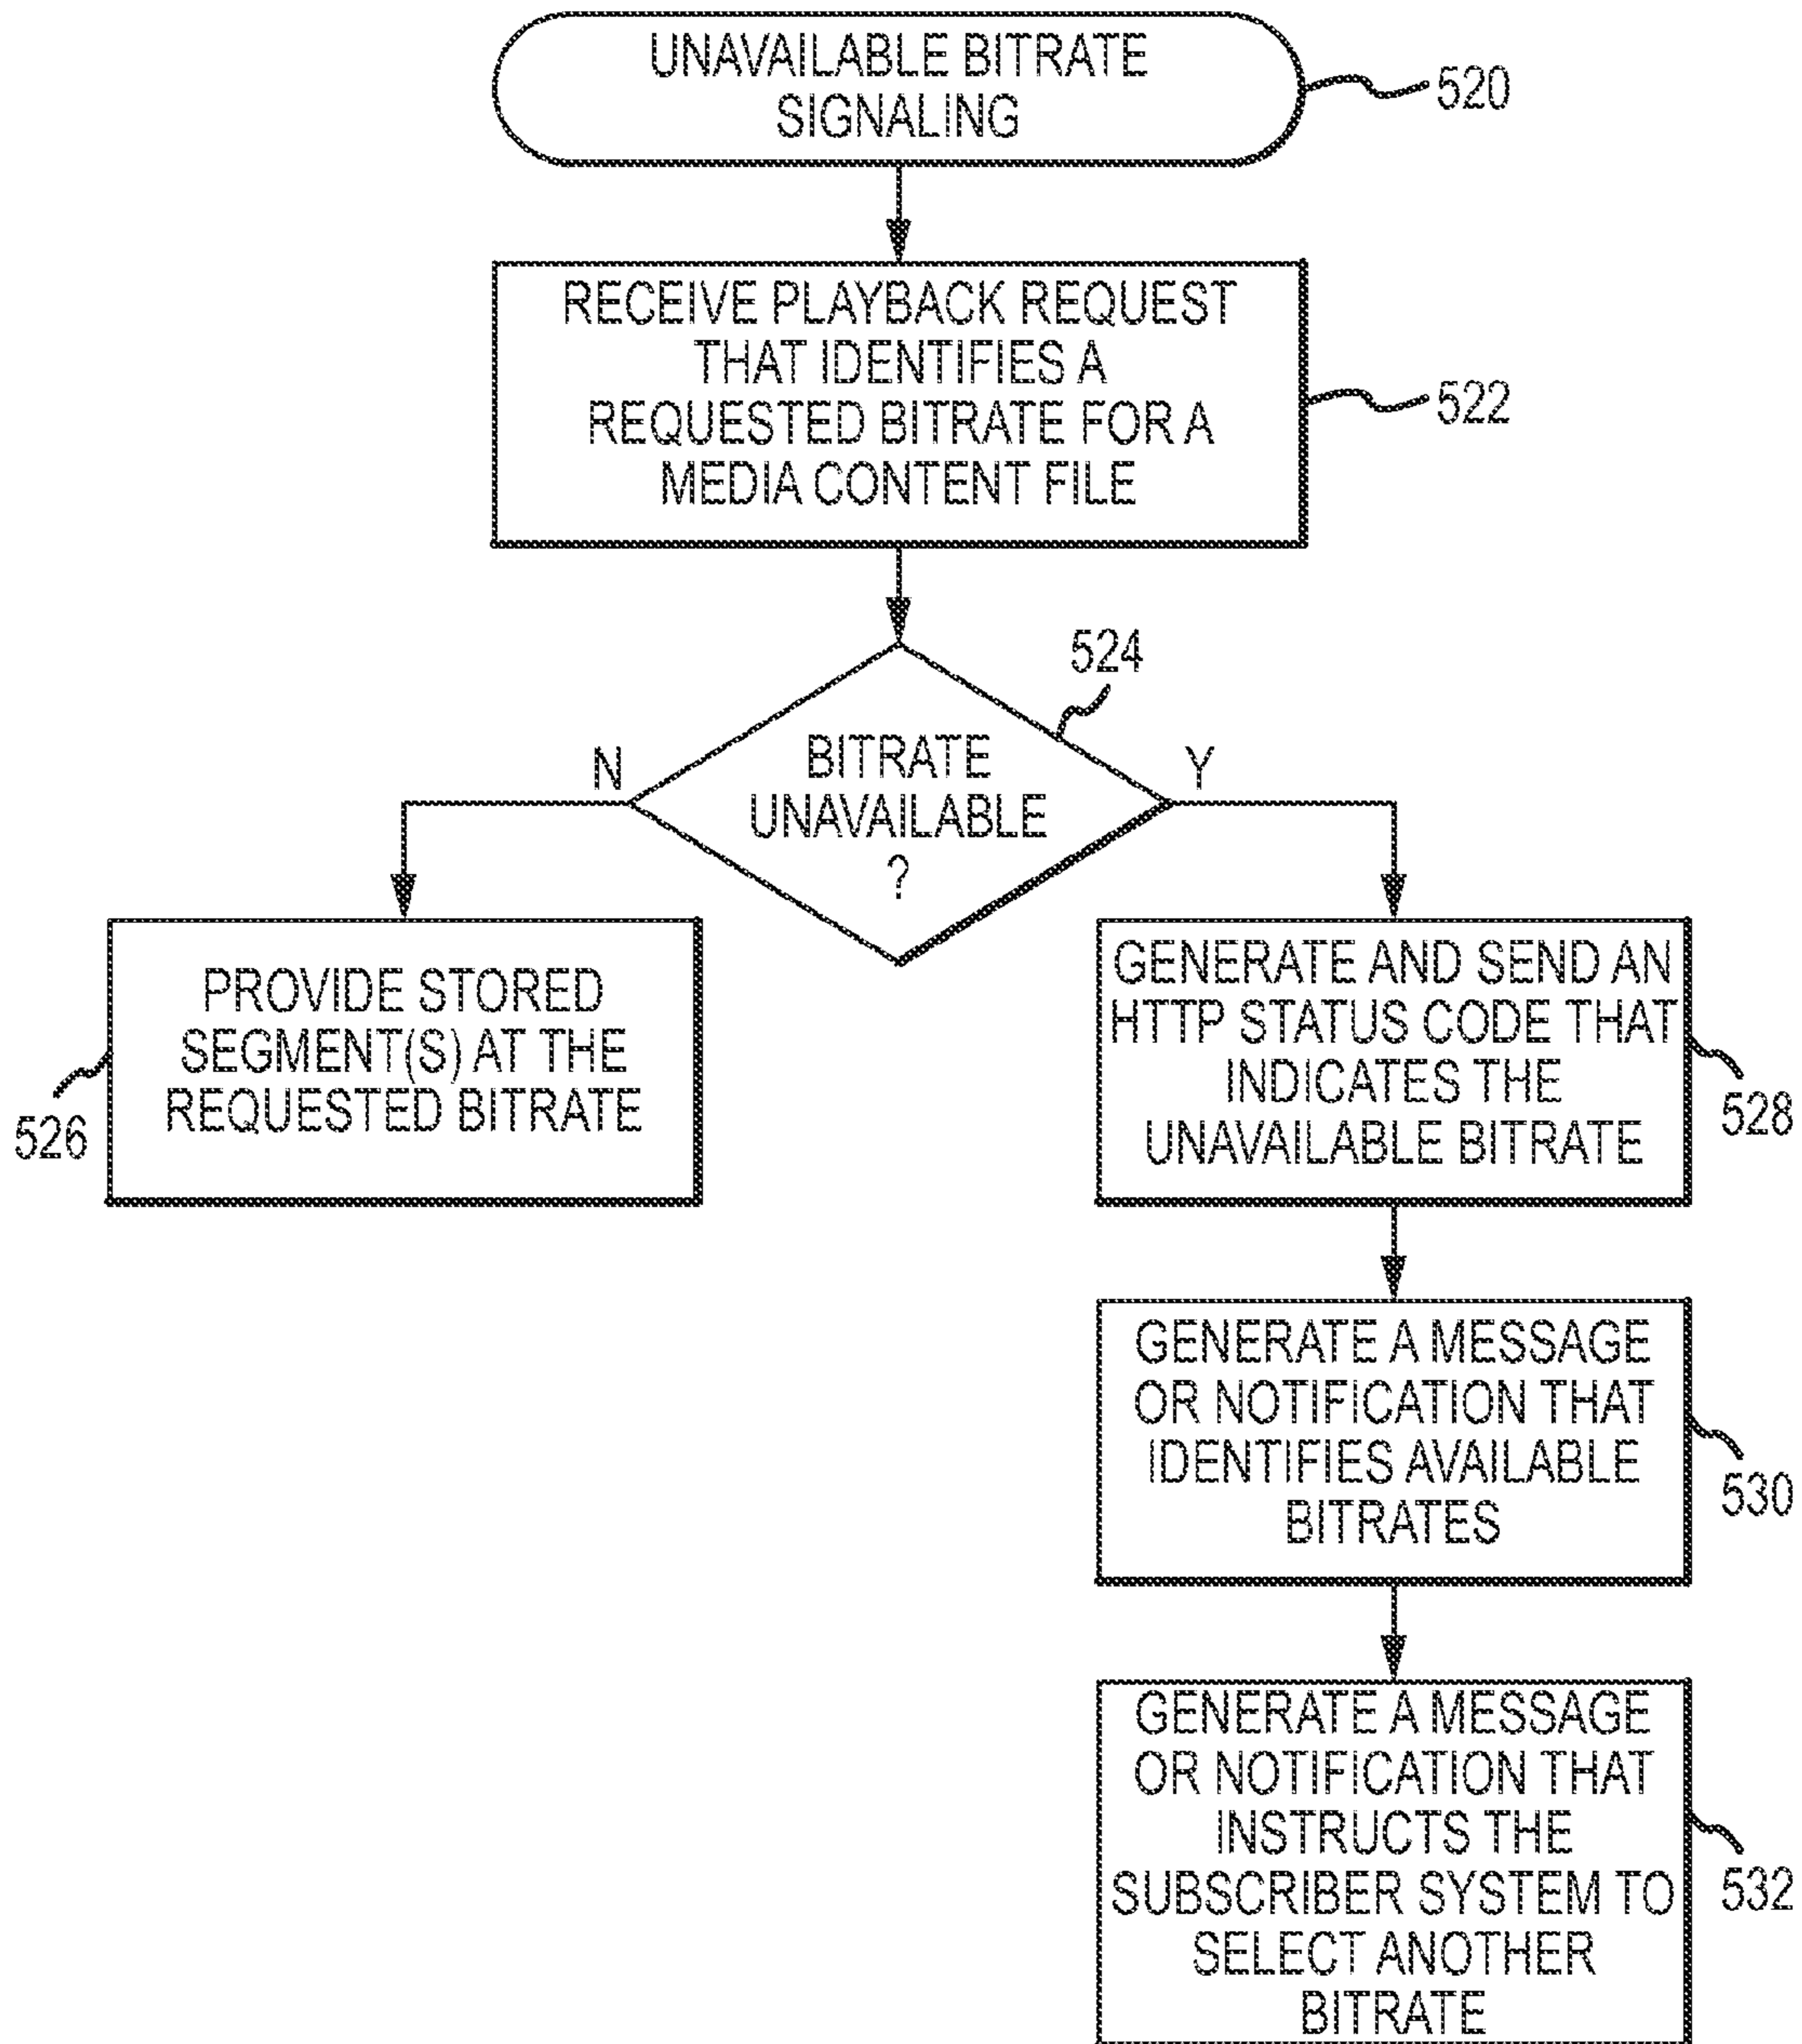 UNAVAILABLE BITRATE
SIGNALING
520
RECEIVE PLAYBACK REQUEST
THAT IDENTIFIES A
REQUESTED BITRATE FOR A
MEDIA CONTENT FILE
522
524
N
BITRATE
UNAVAILABLE
?
Y
PROVIDE STORED
SEGMENT(S) AT THE
REQUESTED BITRATE
526
GENERATE AND SEND AN
HTTP STATUS CODE THAT
INDICATES THE
UNAVAILABLE BITRATE
528
GENERATE A MESSAGE
OR NOTIFICATION THAT
IDENTIFIES AVAILABLE
BITRATES
530
GENERATE A MESSAGE
OR NOTIFICATION THAT
INSTRUCTS THE
SUBSCRIBER SYSTEM TO
SELECT ANOTHER
BITRATE
532